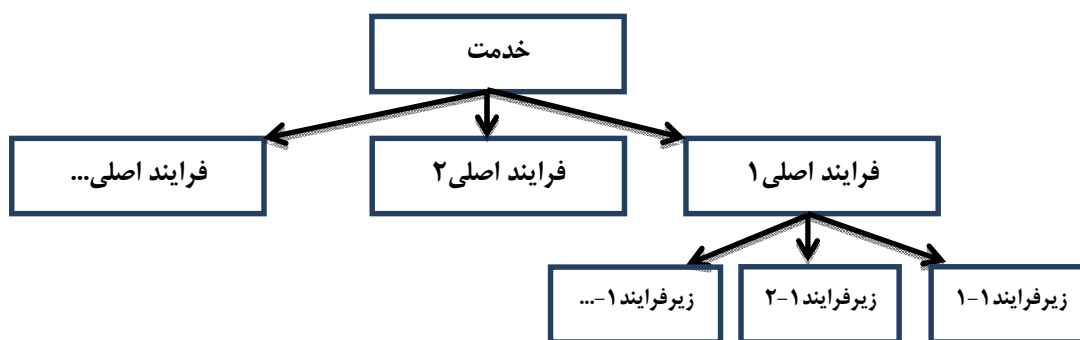 خدمت
فرایند اصلی۱
فرایند اصلی۲
فرایند اصلی...
زیرفرایند۱-۱
زیرفرایند۱-۲
زیرفرایند۱-...